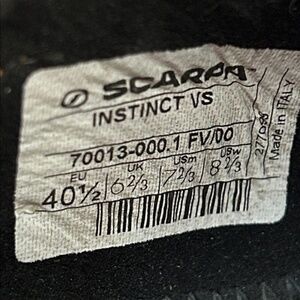 SCARPA
INSTINCT VS
70013-000.1 FV/00
EU UK USm USw
40½ 6⅔ 7⅔ 8⅔
Made in ITALY